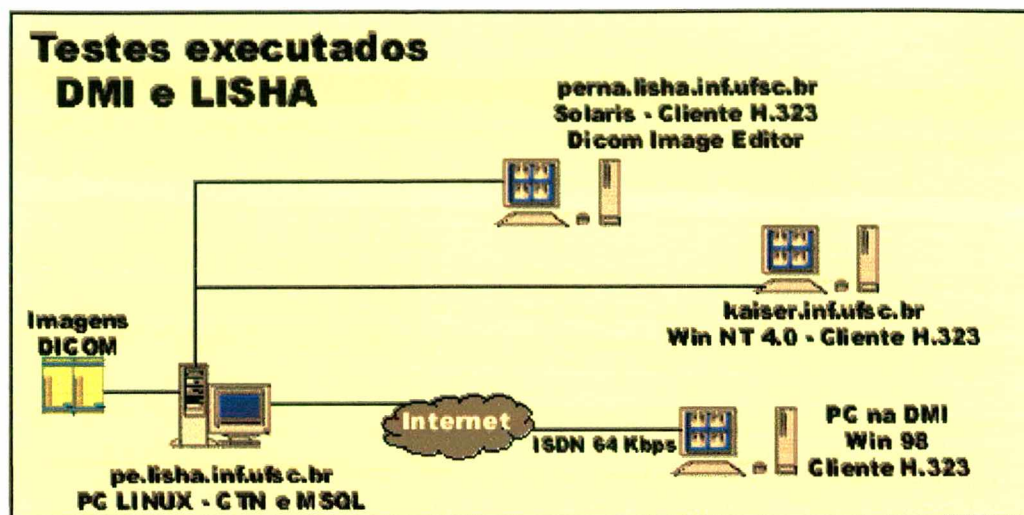 Testes executados
DMI e LISHA
perna.lisha.inf.ufsc.br
Solaris - Cliente H.323
Dicom Image Editor
kaiser.inf.ufsc.br
Win NT 4.0 - Cliente H.323
Imagens
DICOM
Internet
ISDN 64 Kbps
PC na DMI
Win 98
Cliente H.323
pe.lisha.inf.ufsc.br
PC LINUX - CTN e MSQL